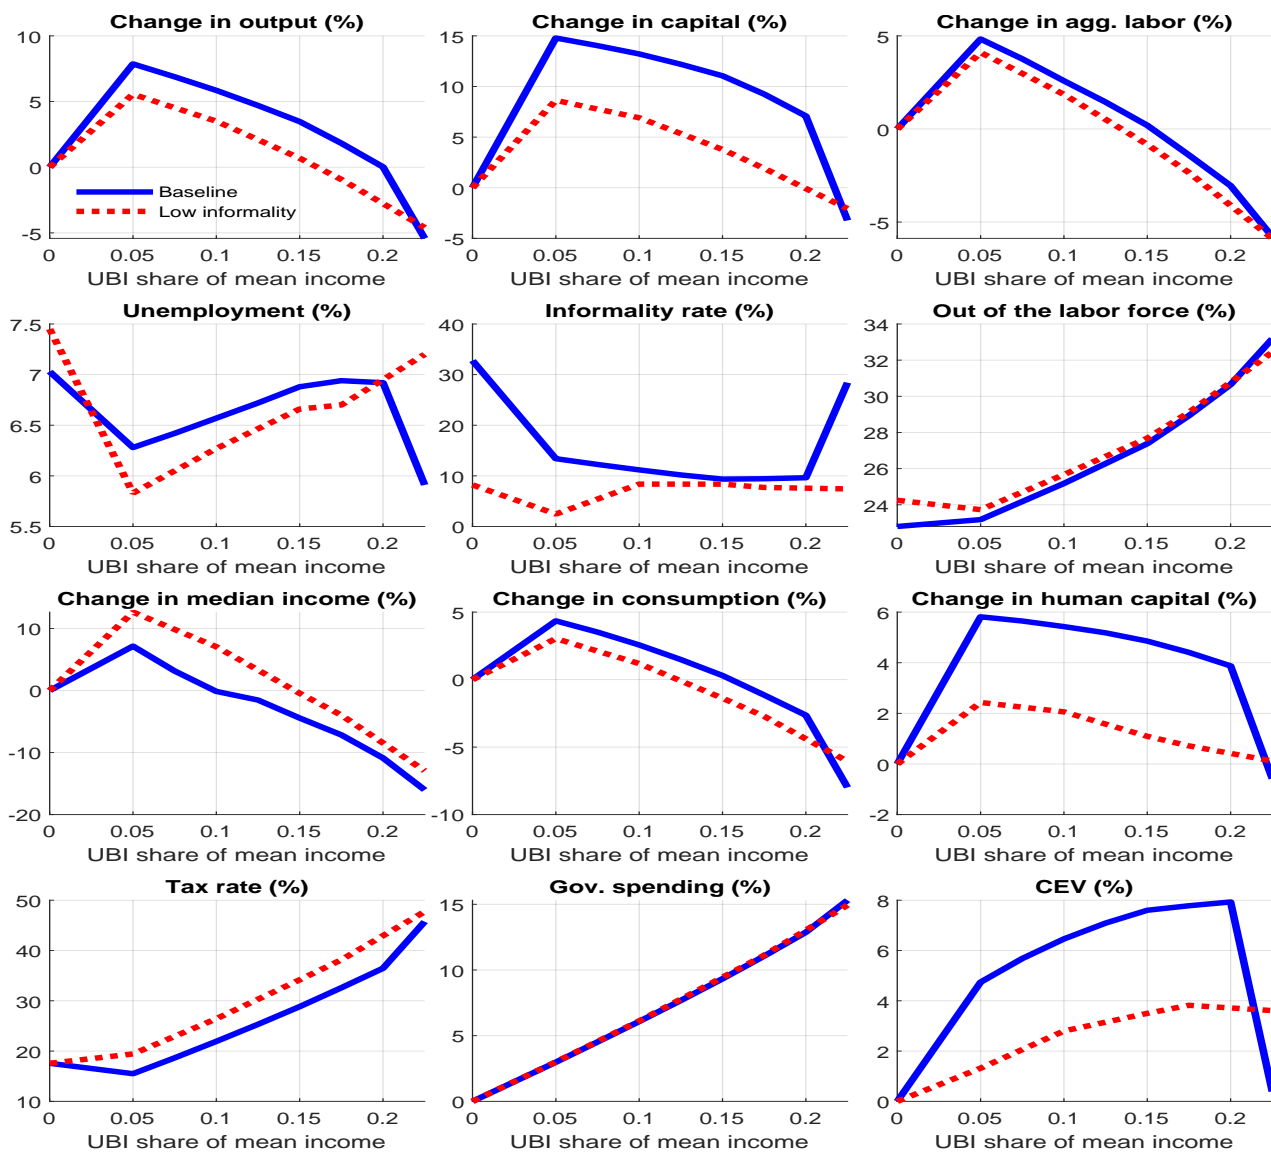 Change in output (%)
10
5
0
-5
Baseline
Low informality
0 0.05 0.1 0.15 0.2
UBI share of mean income
Change in capital (%)
15
10
5
0
-5
0 0.05 0.1 0.15 0.2
UBI share of mean income
Change in agg. labor (%)
5
0
-5
0 0.05 0.1 0.15 0.2
UBI share of mean income
Unemployment (%)
7.5
7
6.5
6
5.5
0 0.05 0.1 0.15 0.2
UBI share of mean income
Informality rate (%)
40
30
20
10
0
0 0.05 0.1 0.15 0.2
UBI share of mean income
Out of the labor force (%)
34
32
30
28
26
24
0 0.05 0.1 0.15 0.2
UBI share of mean income
Change in median income (%)
10
0
-10
-20
0 0.05 0.1 0.15 0.2
UBI share of mean income
Change in consumption (%)
5
0
-5
-10
0 0.05 0.1 0.15 0.2
UBI share of mean income
Change in human capital (%)
6
4
2
0
-2
0 0.05 0.1 0.15 0.2
UBI share of mean income
Tax rate (%)
50
40
30
20
10
0 0.05 0.1 0.15 0.2
UBI share of mean income
Gov. spending (%)
15
10
5
0
0 0.05 0.1 0.15 0.2
UBI share of mean income
CEV (%)
8
6
4
2
0
0 0.05 0.1 0.15 0.2
UBI share of mean income